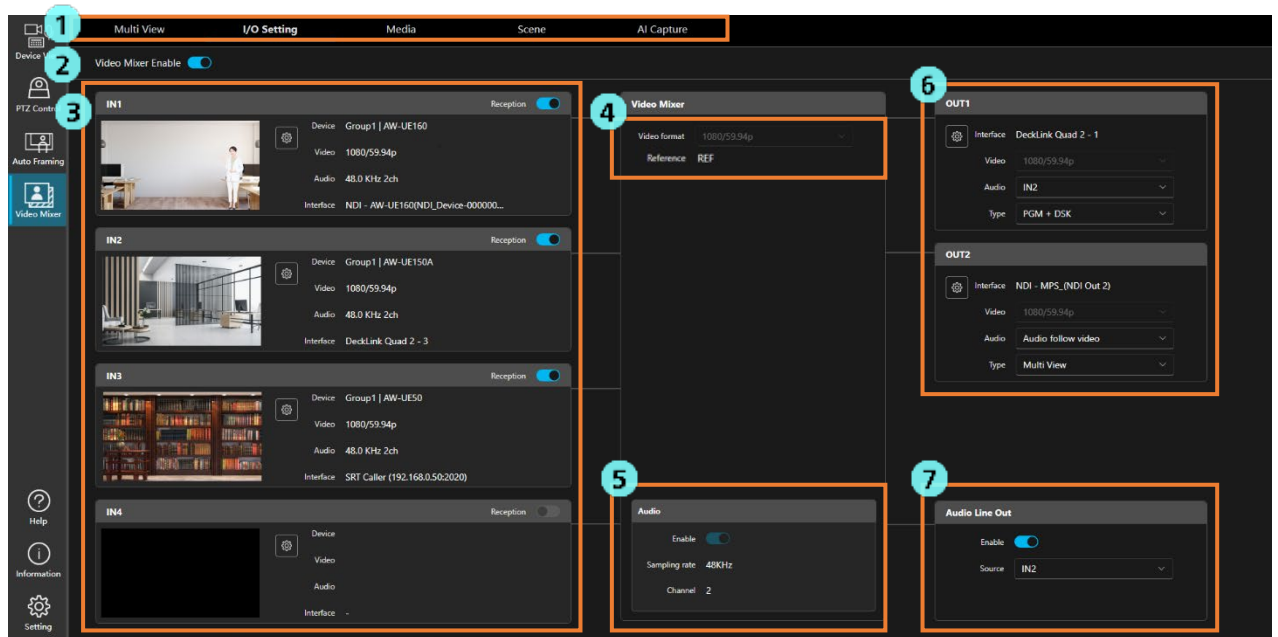 1
Multi View
I/O Setting
Media
Scene
AI Capture
2
Video Mixer Enable
PTZ Control
Auto Framing
Video Mixer
Help
Information
Setting
3
IN1
Reception
Device Group1 | AW-UE160
Video 1080/59.94p
Audio 48.0 KHz 2ch
Interface NDI - AW-UE160(NDI_Device-000000...
IN2
Reception
Device Group1 | AW-UE150A
Video 1080/59.94p
Audio 48.0 KHz 2ch
Interface DeckLink Quad 2 - 3
IN3
Reception
Device Group1 | AW-UE50
Video 1080/59.94p
Audio 48.0 KHz 2ch
Interface SRT Caller (192.168.0.50:2020)
IN4
Reception
Device
Video
Audio
Interface -
4
Video Mixer
Video format 1080/59.94p
Reference REF
5
Audio
Enable
Sampling rate 48KHz
Channel 2
6
OUT1
Interface DeckLink Quad 2 - 1
Video 1080/59.94p
Audio IN2
Type PGM + DSK
OUT2
Interface NDI - MPS_(NDI Out 2)
Video 1080/59.94p
Audio Audio follow video
Type Multi View
7
Audio Line Out
Enable
Source IN2